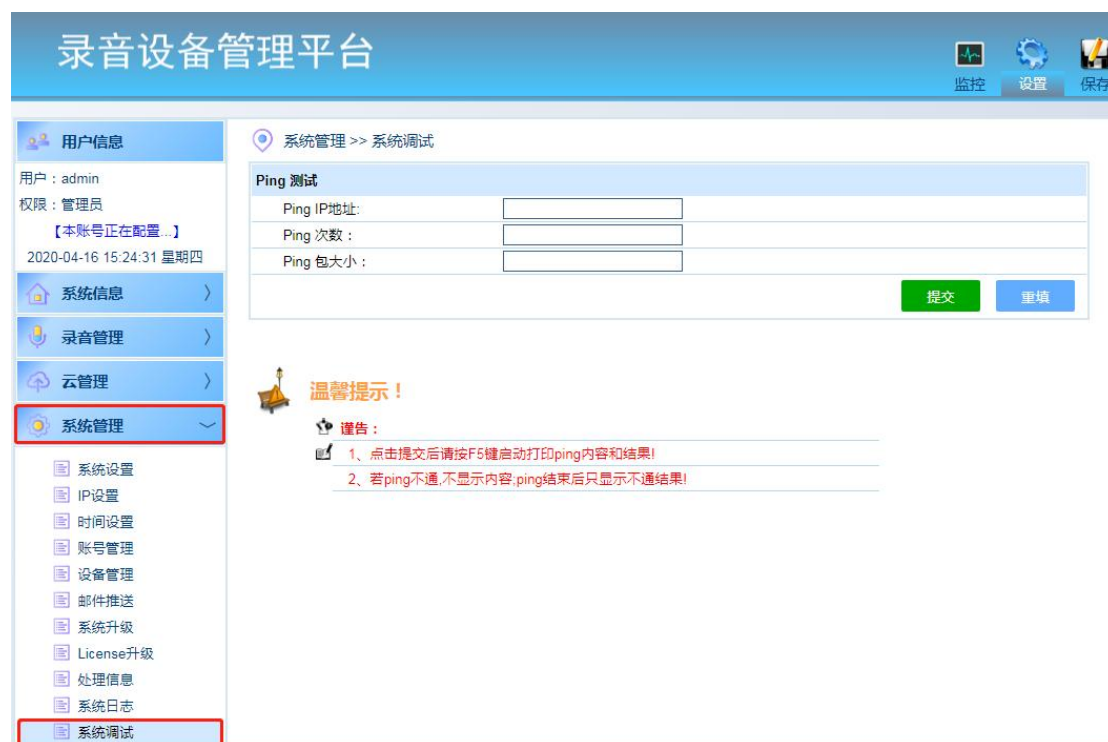 录音设备管理平台
监控
设置
保存
用户信息
用户：admin
权限：管理员
【本账号正在配置...】
2020-04-16 15:24:31 星期四
系统信息
录音管理
云管理
系统管理
系统设置
IP设置
时间设置
账号管理
设备管理
邮件推送
系统升级
License升级
处理信息
系统日志
系统调试
系统管理 >> 系统调试
Ping 测试
Ping IP地址:
Ping 次数：
Ping 包大小：
提交
重填
温馨提示！
谨告：
1、点击提交后请按F5键启动打印ping内容和结果!
2、若ping不通,不显示内容;ping结束后只显示不通结果!